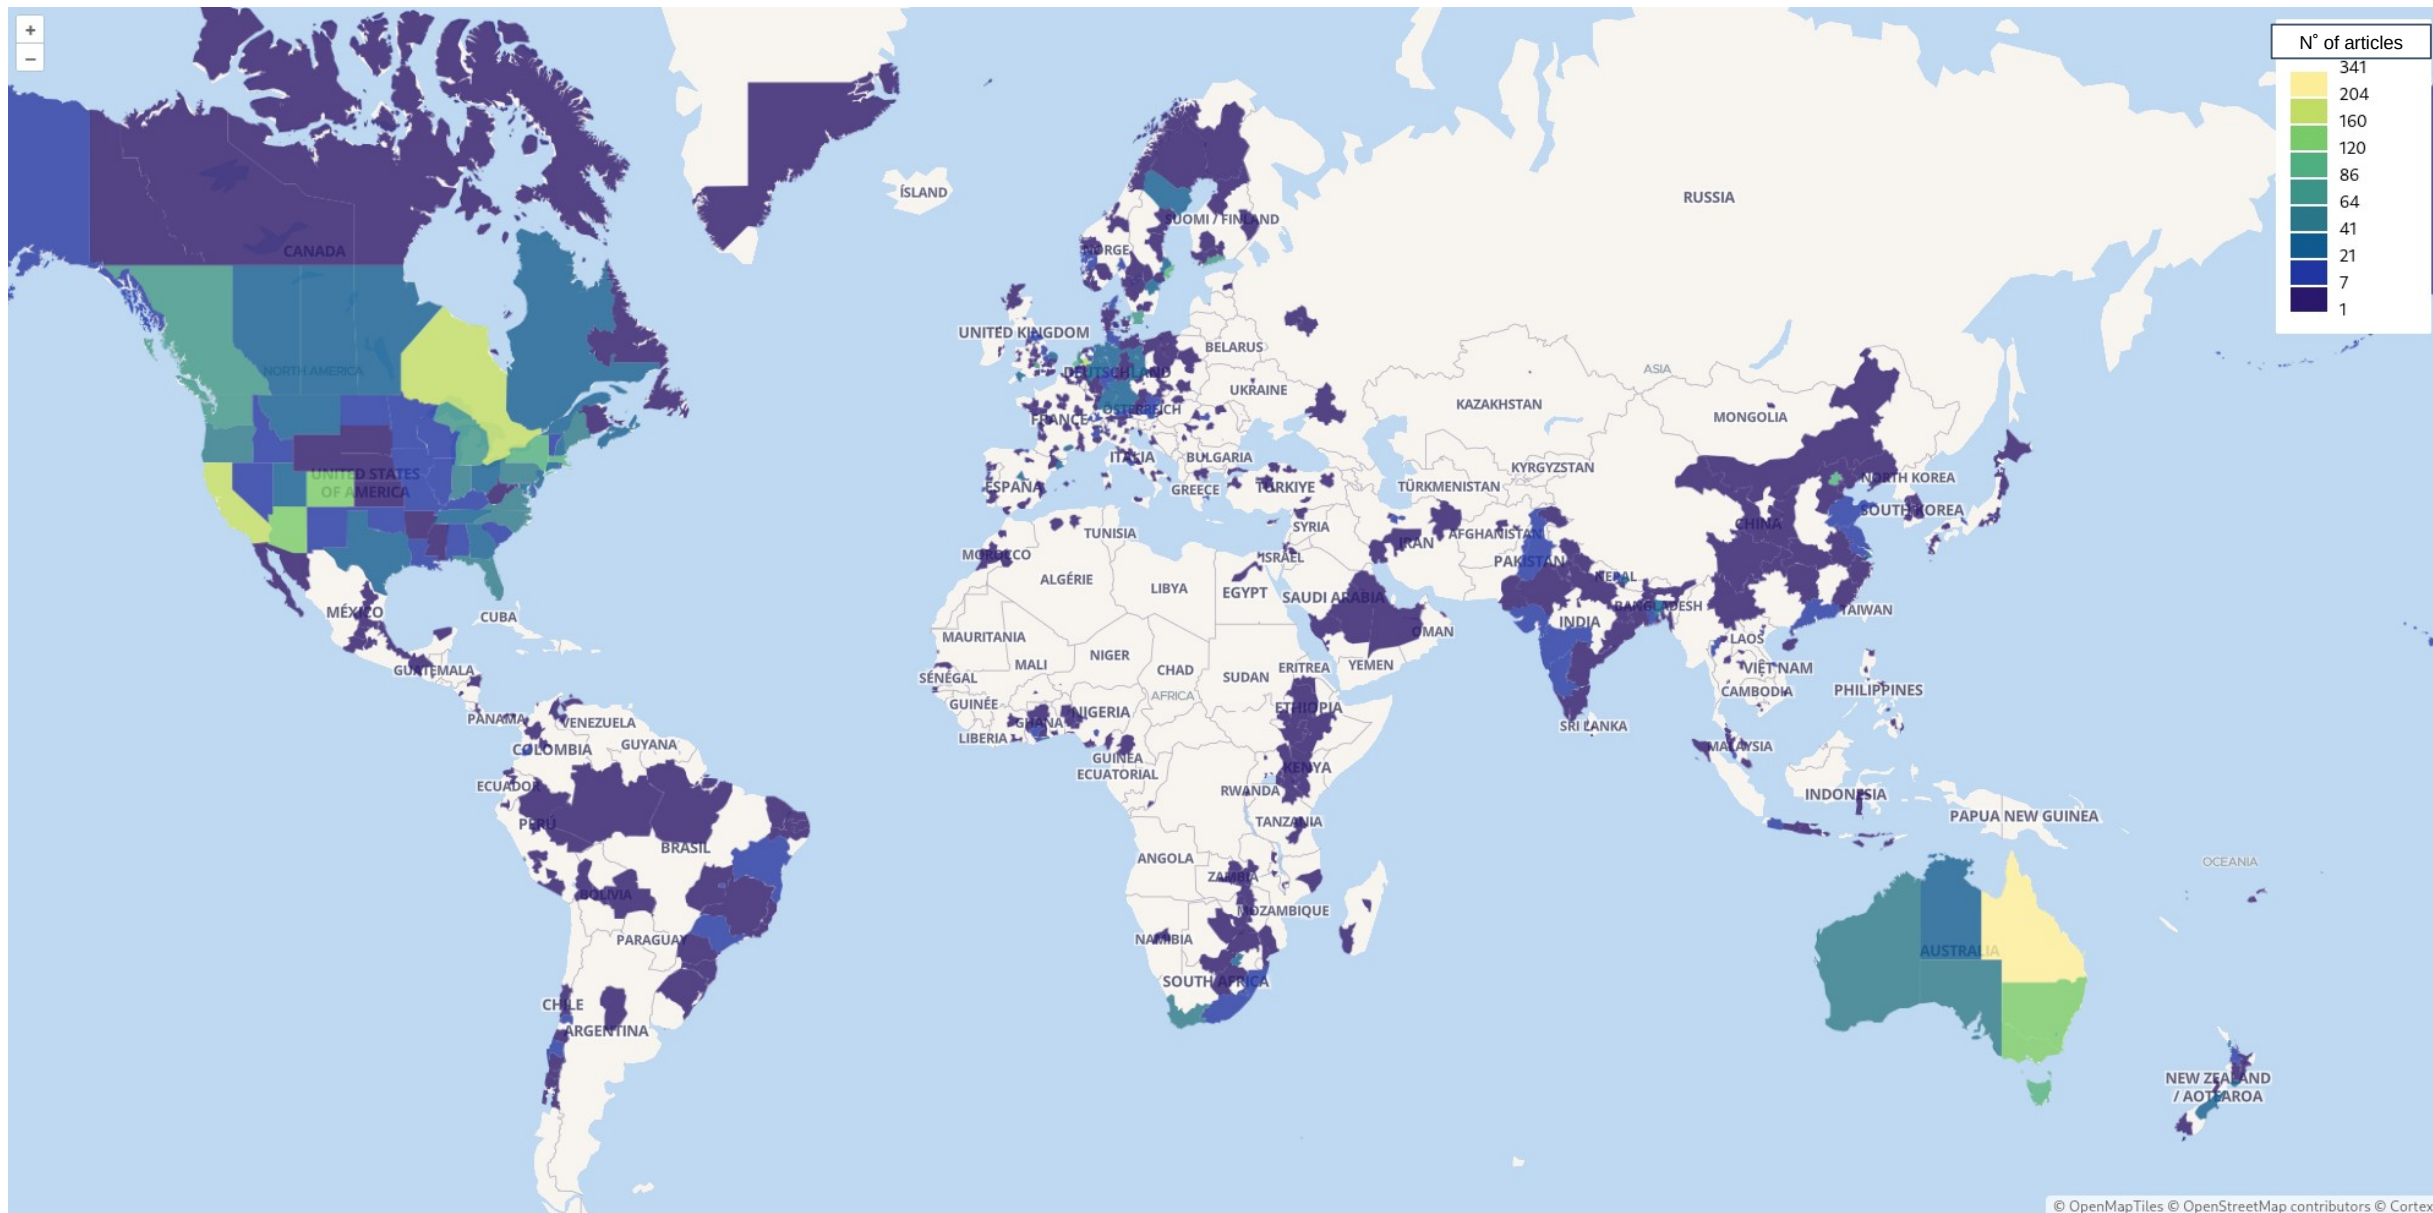 +
−
N° of articles
341
204
160
120
86
64
41
21
7
1
ÍSLAND
RUSSIA
SUOMI / FINLAND
NORGE
CANADA
UNITED KINGDOM
BELARUS
DEUTSCHLAND
NORTH AMERICA
ASIA
UKRAINE
KAZAKHSTAN
MONGOLIA
ÖSTERREICH
FRANCE
ITALIA
BULGARIA
KYRGYZSTAN
UNITED STATES
OF AMERICA
ESPAÑA
GREECE
TÜRKIYE
TÜRKMENISTAN
NORTH KOREA
SOUTH KOREA
SYRIA
CHINA
TUNISIA
AFGHANISTAN
IRAN
MOROCCO
ISRAEL
PAKISTAN
ALGÉRIE
LIBYA
EGYPT
SAUDI ARABIA
NEPAL
BANGLADESH
TAIWAN
MÉXICO
CUBA
INDIA
OMAN
MAURITANIA
LAOS
GUATEMALA
MALI
NIGER
CHAD
SUDAN
ERITREA
YEMEN
VIỆT NAM
SÉNÉGAL
AFRICA
CAMBODIA
PHILIPPINES
GUINÉE
NIGERIA
ETHIOPIA
PANAMA
VENEZUELA
GHANA
SRI LANKA
LIBERIA
COLOMBIA
GUYANA
MALAYSIA
GUINEA
ECUATORIAL
KENYA
ECUADOR
RWANDA
INDONESIA
PERÚ
TANZANIA
PAPUA NEW GUINEA
BRASIL
ANGOLA
OCEANIA
ZAMBIA
BOLIVIA
MOZAMBIQUE
PARAGUAY
NAMIBIA
AUSTRALIA
SOUTH AFRICA
CHILE
ARGENTINA
NEW ZEALAND
/ AOTEAROA
© OpenMapTiles © OpenStreetMap contributors © Cortex